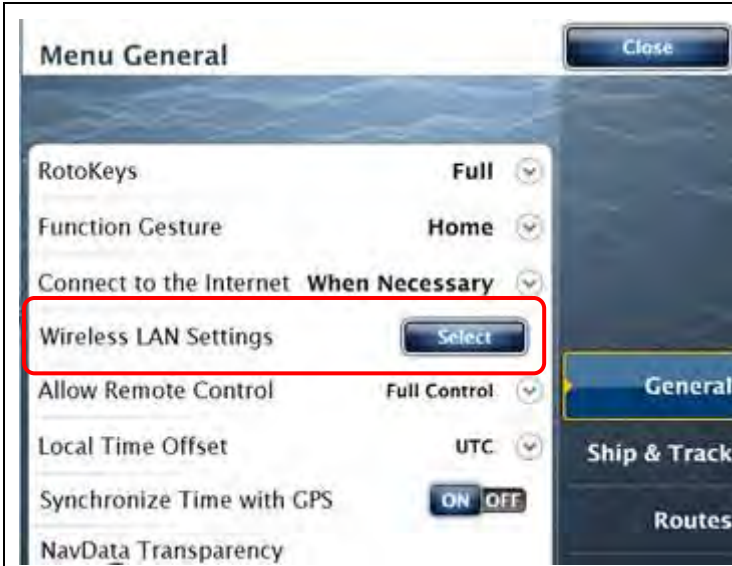 Menu General
Close
RotoKeys Full
Function Gesture Home
Connect to the Internet When Necessary
Wireless LAN Settings Select
Allow Remote Control Full Control
Local Time Offset UTC
Synchronize Time with GPS ON OFF
NavData Transparency
General
Ship & Track
Routes